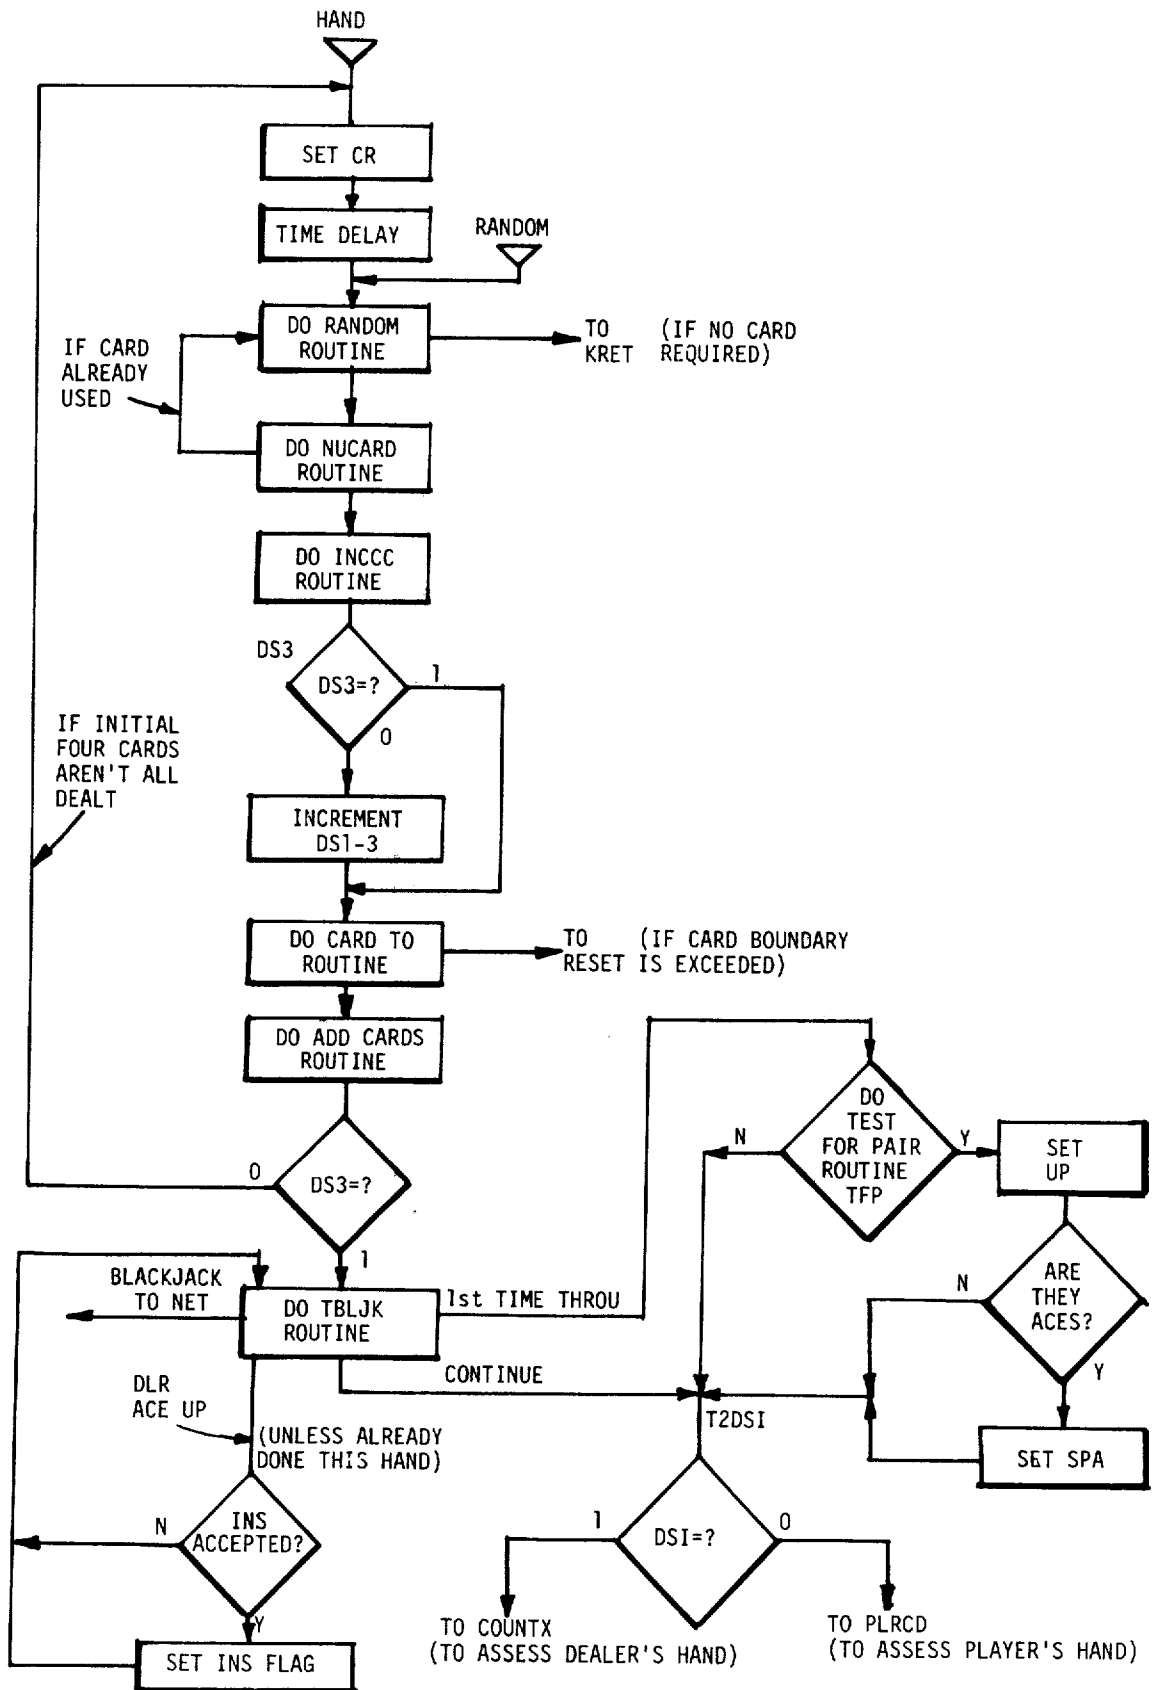 HAND
SET CR
TIME DELAY
RANDOM
DO RANDOM
ROUTINE
TO (IF NO CARD
KRET REQUIRED)
IF CARD
ALREADY
USED
DO NUCARD
ROUTINE
DO INCCC
ROUTINE
DS3
DS3=?
1
0
IF INITIAL
FOUR CARDS
AREN'T ALL
DEALT
INCREMENT
DS1-3
DO CARD TO
ROUTINE
TO (IF CARD BOUNDARY
RESET IS EXCEEDED)
DO ADD CARDS
ROUTINE
DO
TEST
FOR PAIR
ROUTINE
TFP
N
Y
SET
UP
0
DS3=?
1
BLACKJACK
TO NET
DO TBLJK
ROUTINE
1st TIME THROU
CONTINUE
N
ARE
THEY
ACES?
Y
DLR
ACE UP
(UNLESS ALREADY
DONE THIS HAND)
T2DSI
SET SPA
N
INS
ACCEPTED?
Y
1
DSI=?
0
SET INS FLAG
TO COUNTX
(TO ASSESS DEALER'S HAND)
TO PLRCD
(TO ASSESS PLAYER'S HAND)